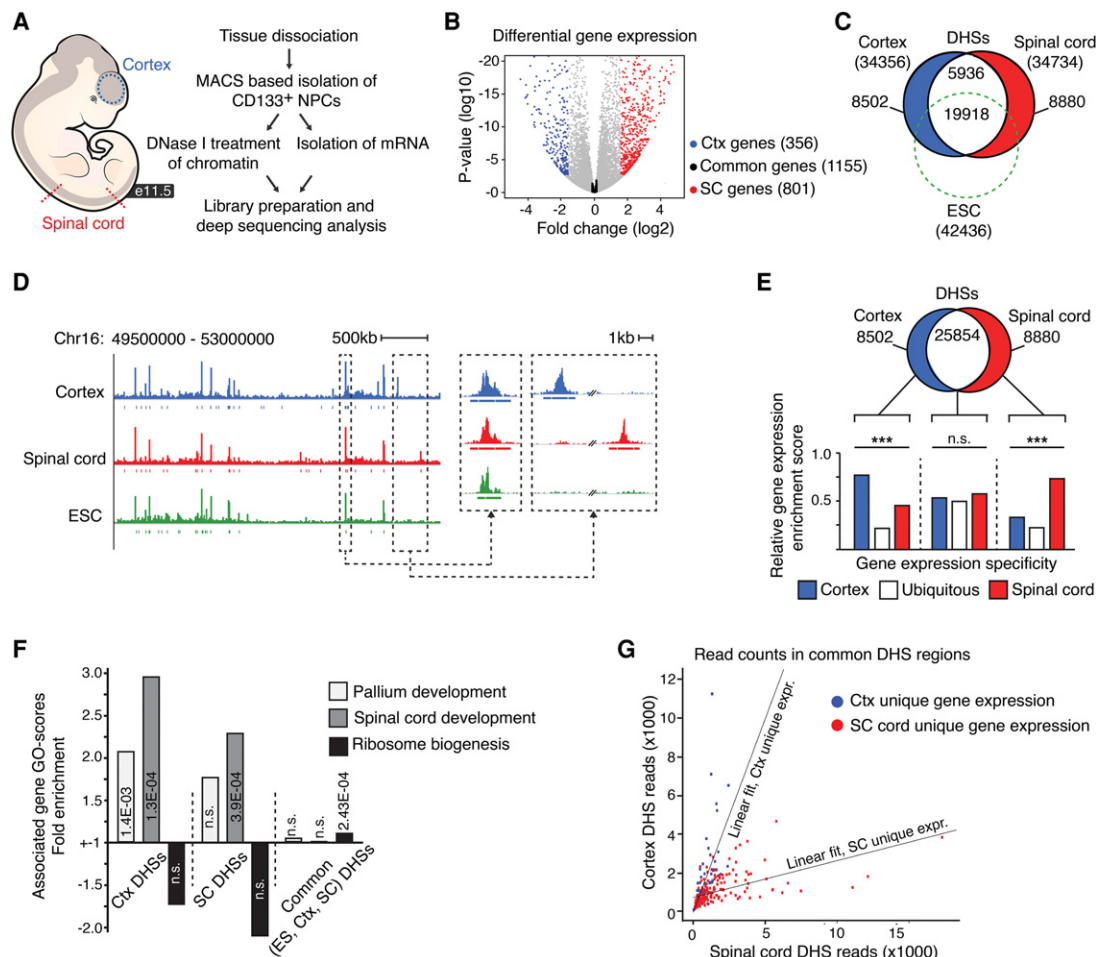 A
Cortex
e11.5
Spinal cord
Tissue dissociation
MACS based isolation of
CD133+ NPCs
DNase I treatment
of chromatin
Isolation of mRNA
Library preparation and
deep sequencing analysis
B
Differential gene expression
P-value (log10)
-20
-15
-10
-5
-0
-4
-2
0
2
4
Fold change (log2)
Ctx genes (356)
Common genes (1155)
SC genes (801)
C
DHSs
Cortex
(34356)
Spinal cord
(34734)
5936
8502
8880
19918
ESC
(42436)
D
Chr16: 49500000 - 53000000
500kb
1kb
Cortex
Spinal cord
ESC
E
DHSs
Cortex
8502
25854
Spinal cord
8880
***
n.s.
***
Relative gene expression
enrichment score
1.0
0.5
Gene expression specificity
Cortex
Ubiquitous
Spinal cord
F
Associated gene GO-scores
Fold enrichment
3.0
2.5
2.0
1.5
+-1
-1.5
-2.0
1.4E-03
1.3E-04
n.s.
n.s.
3.9E-04
n.s.
n.s.
2.43E-04
Ctx DHSs
SC DHSs
Common
(ES, Ctx, SC) DHSs
Pallium development
Spinal cord development
Ribosome biogenesis
G
Read counts in common DHS regions
Cortex DHS reads (x1000)
12
10
8
6
4
2
0
0
5
10
15
Spinal cord DHS reads (x1000)
Linear fit, Ctx unique expr.
Linear fit, SC unique expr.
Ctx unique gene expression
SC cord unique gene expression